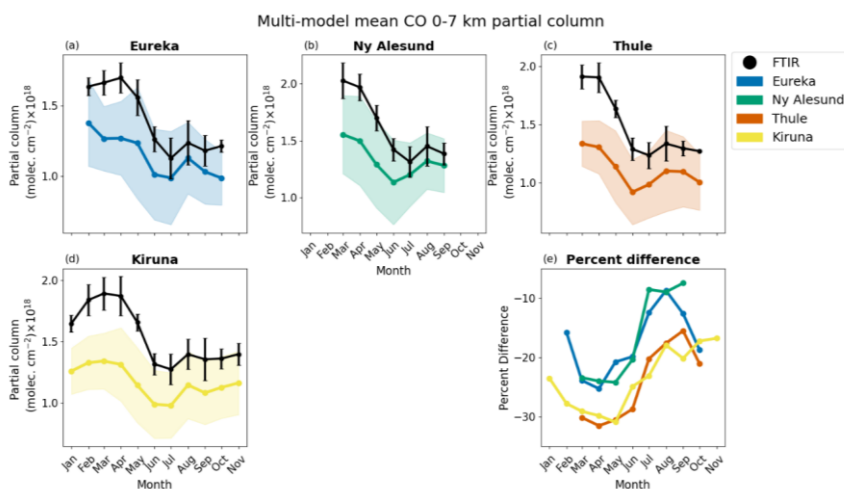 Multi-model mean CO 0-7 km partial column
(a) Eureka
Partial column
(molec. cm⁻²)×10¹⁸
1.5
1.0
(b) Ny Alesund
Partial column
(molec. cm⁻²)×10¹⁸
2.0
1.5
1.0
Jan Feb Mar Apr May Jun Jul Aug Sep Oct Nov
Month
(c) Thule
Partial column
(molec. cm⁻²)×10¹⁸
2.0
1.5
1.0
FTIR
Eureka
Ny Alesund
Thule
Kiruna
(d) Kiruna
Partial column
(molec. cm⁻²)×10¹⁸
2.0
1.5
1.0
Jan Feb Mar Apr May Jun Jul Aug Sep Oct Nov
Month
(e) Percent difference
Percent Difference
−10
−20
−30
Jan Feb Mar Apr May Jun Jul Aug Sep Oct Nov
Month